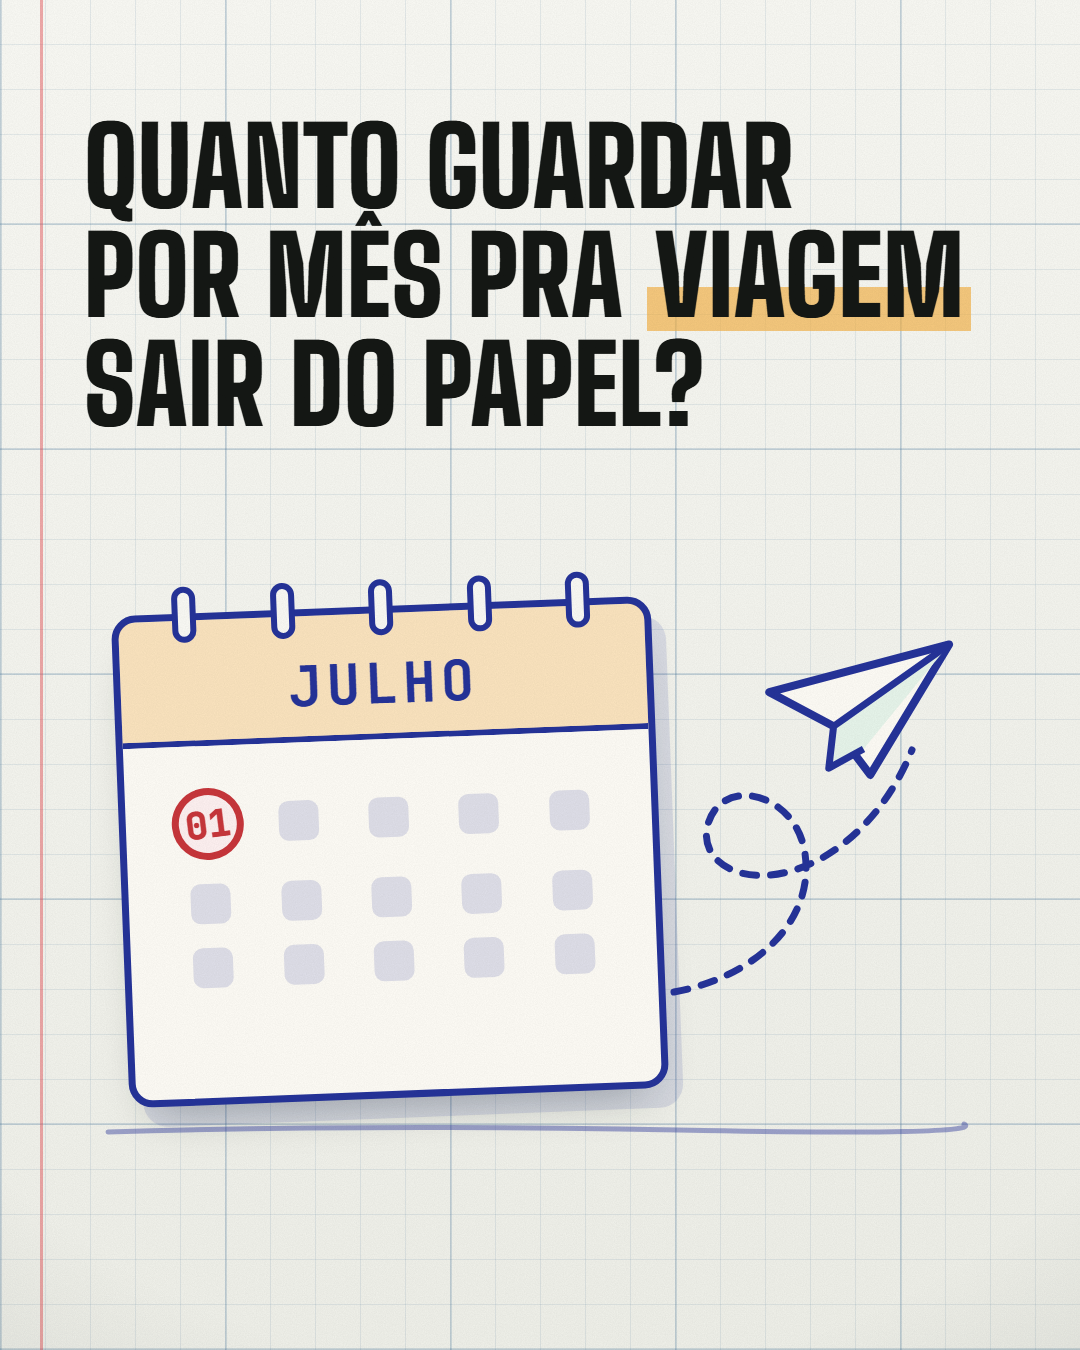 QUANTO GUARDAR
POR MÊS PRA VIAGEM
SAIR DO PAPEL?
JULHO
01